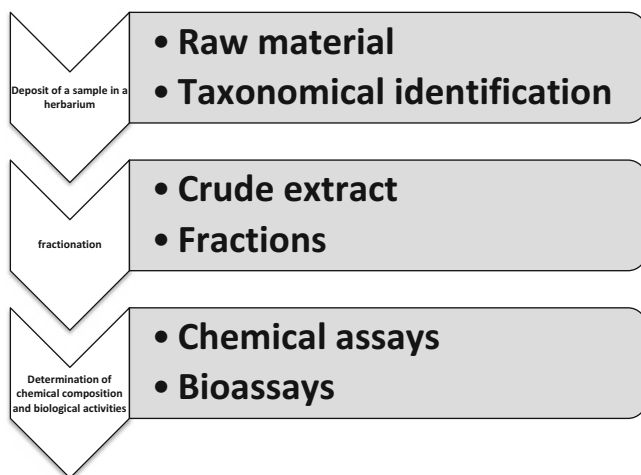 Deposit of a sample in a
herbarium
• Raw material
• Taxonomical identification
fractionation
• Crude extract
• Fractions
Determination of
chemical composition
and biological activities
• Chemical assays
• Bioassays